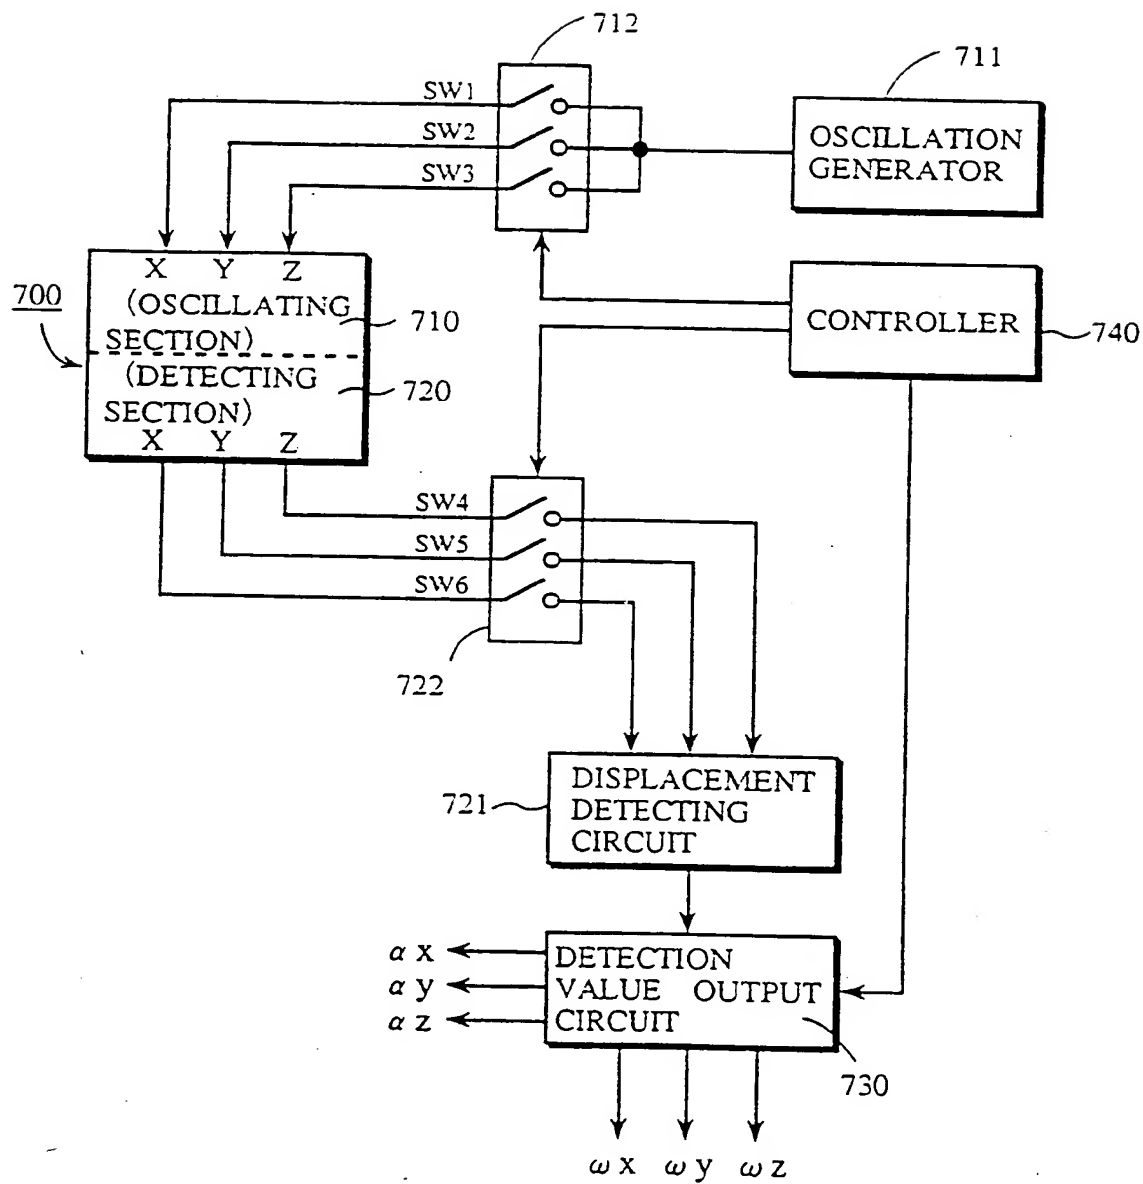 712
711
SW1
SW2
SW3
OSCILLATION
GENERATOR
X Y Z
700
(OSCILLATING
SECTION)
710
CONTROLLER
740
(DETECTING
SECTION)
720
X Y Z
SW4
SW5
SW6
722
721
DISPLACEMENT
DETECTING
CIRCUIT
α x
α y
α z
DETECTION
VALUE OUTPUT
CIRCUIT
730
ω x ω y ω z